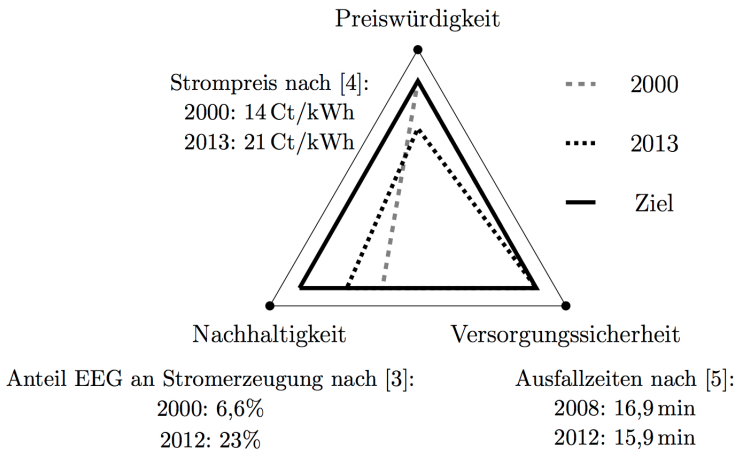 Preiswürdigkeit
Strompreis nach [4]:
2000: 14 Ct/kWh
2013: 21 Ct/kWh
2000
2013
Ziel
Nachhaltigkeit
Versorgungssicherheit
Anteil EEG an Stromerzeugung nach [3]:
2000: 6,6%
2012: 23%
Ausfallzeiten nach [5]:
2008: 16,9 min
2012: 15,9 min